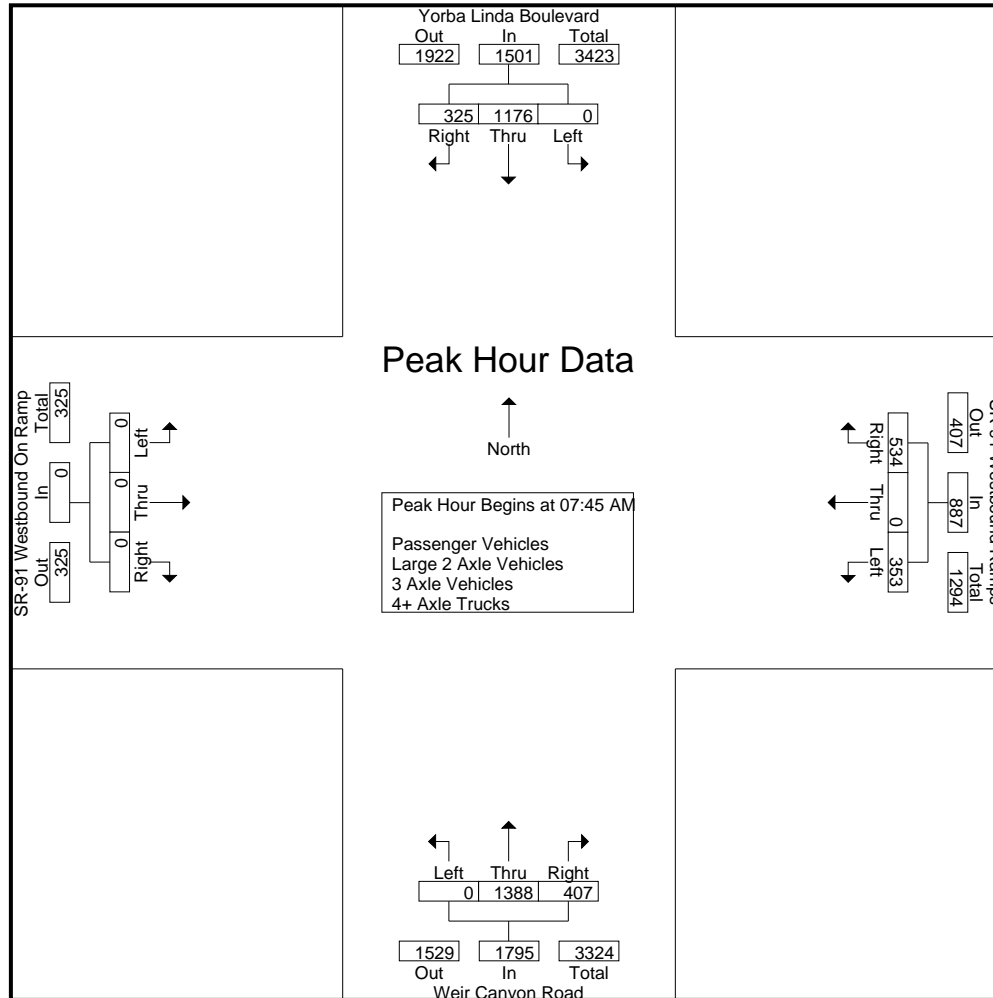 Yorba Linda Boulevard
Out In Total
1922 1501 3423
325 1176 0
Right Thru Left
Peak Hour Data
North
Peak Hour Begins at 07:45 AM
Passenger Vehicles
Large 2 Axle Vehicles
3 Axle Vehicles
4+ Axle Trucks
SR-91 Westbound On Ramp
Out In Total
325 0 325
0 0 0
Right Thru Left
Westbound Ramps
Out In Total
407 887 1294
534 0 353
Right Thru Left
Left Thru Right
0 1388 407
1529 1795 3324
Out In Total
Weir Canyon Road